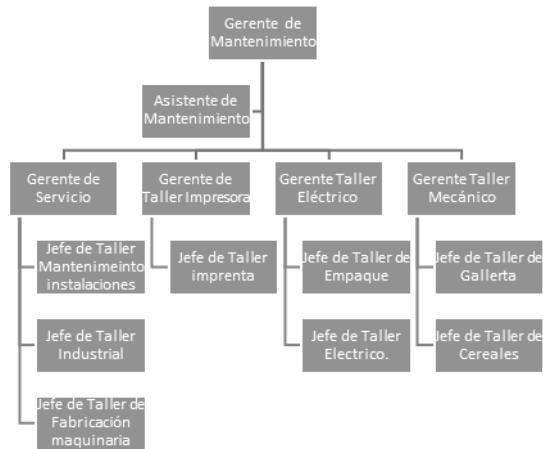 Gerente de
Mantenimiento
Asistente de
Mantenimiento
Gerente de
Servicio
Gerente de
Taller Impresora
Gerente Taller
Eléctrico
Gerente Taller
Mecánico
Jefe de Taller
Mantenimeinto
instalaciones
Jefe de Taller
imprenta
Jefe de Taller de
Empaque
Jefe de Taller de
Gallerta
Jefe de Taller
Industrial
Jefe de Taller
Electrico.
Jefe de Taller de
Cereales
Jefe de Taller de
Fabricación
maquinaria